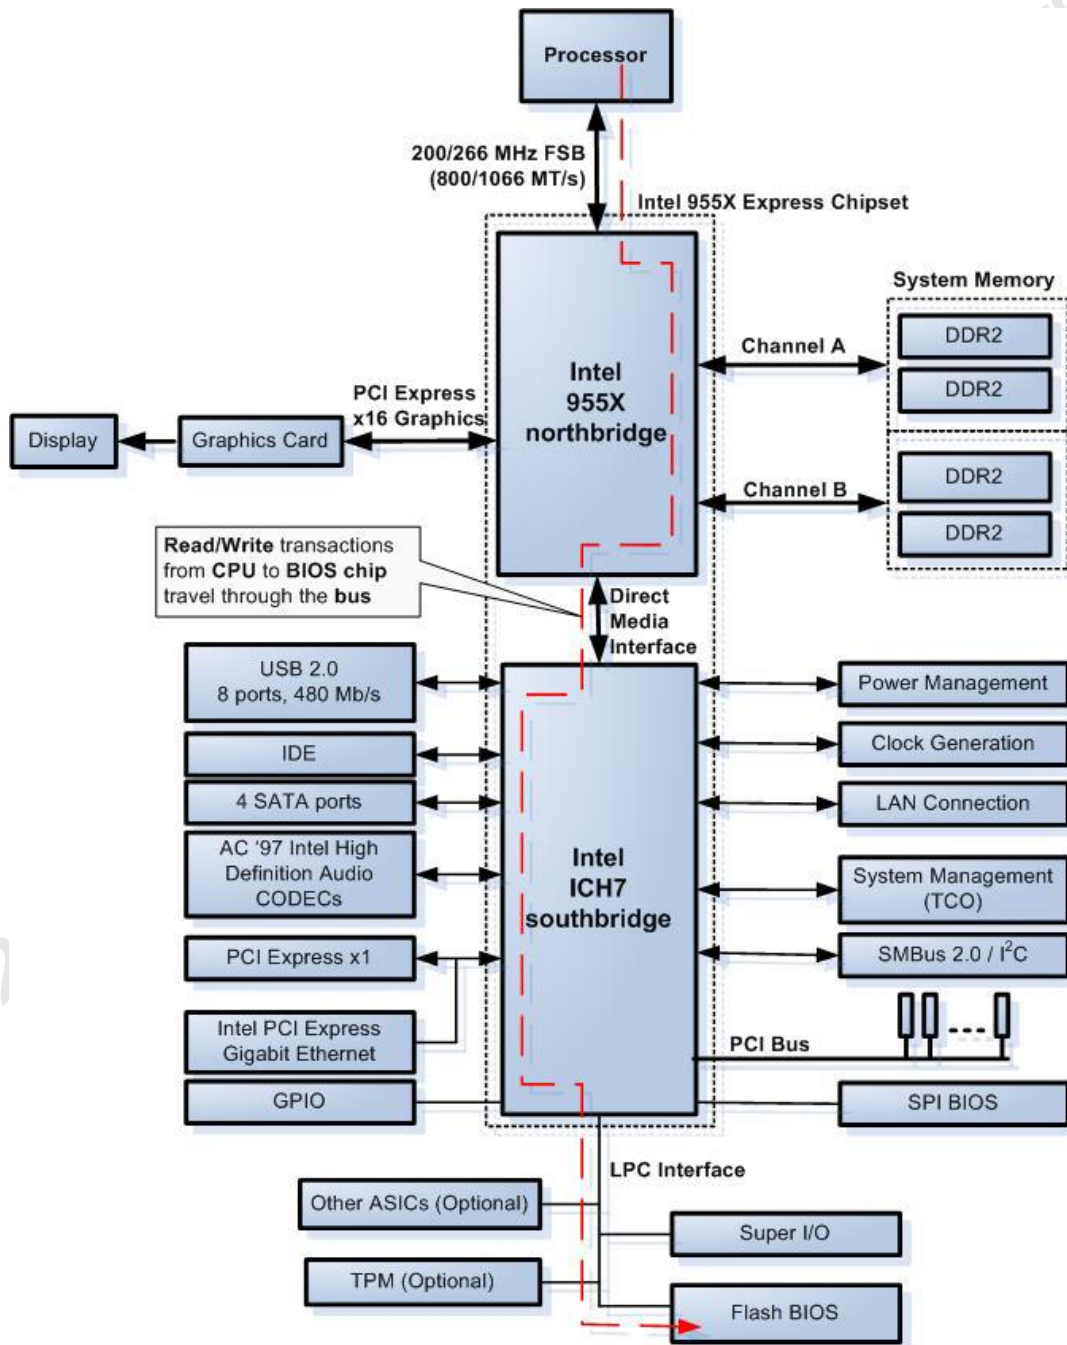 Processor
200/266 MHz FSB
(800/1066 MT/s)
Intel 955X Express Chipset
System Memory
DDR2
DDR2
DDR2
DDR2
Channel A
Channel B
Intel
955X
northbridge
PCI Express
x16 Graphics
Display
Graphics Card
Read/Write transactions
from CPU to BIOS chip
travel through the bus
Direct
Media
Interface
USB 2.0
8 ports, 480 Mb/s
IDE
4 SATA ports
AC '97 Intel High
Definition Audio
CODECs
PCI Express x1
Intel PCI Express
Gigabit Ethernet
GPIO
Intel
ICH7
southbridge
Power Management
Clock Generation
LAN Connection
System Management
(TCO)
SMBus 2.0 / I²C
PCI Bus
SPI BIOS
LPC Interface
Other ASICs (Optional)
Super I/O
TPM (Optional)
Flash BIOS